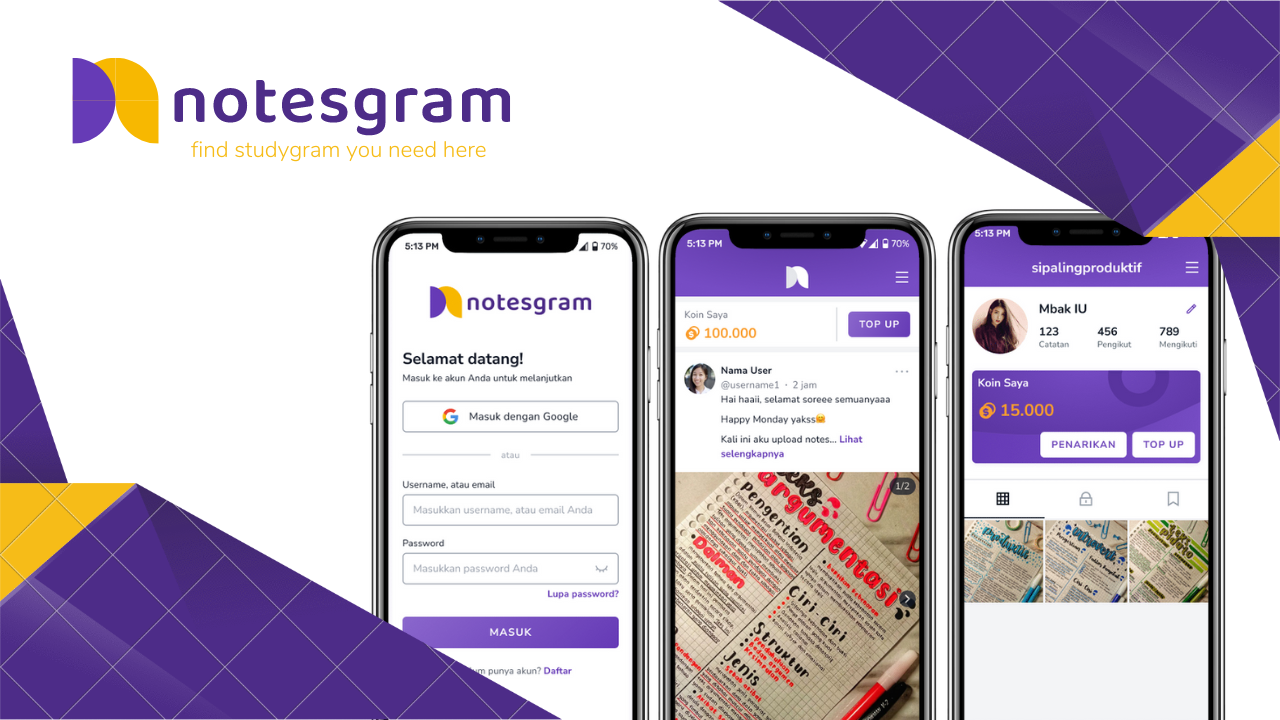 notesgram
find studygram you need here
5:13 PM
70%
notesgram
Selamat datang!
Masuk ke akun Anda untuk melanjutkan
Masuk dengan Google
atau
Username, atau email
Masukkan username, atau email Anda
Password
Masukkan password Anda
Lupa password?
MASUK
punya akun? Daftar
5:13 PM
70%
Koin Saya
100.000
TOP UP
Nama User
@username1 • 2 jam
Hai haaii, selamat soreee semuanyaaa
Happy Monday yakss🤗
Kali ini aku upload notes... Lihat
selengkapnya
1/2
argumentasi
Pengertian
Dalman
Ciri-Ciri
Struktur
Jenis
5:13 PM
sipalingproduktif
Mbak IU
123
456
789
Catatan
Pengikut
Mengikuti
Koin Saya
15.000
PENARIKAN
TOP UP